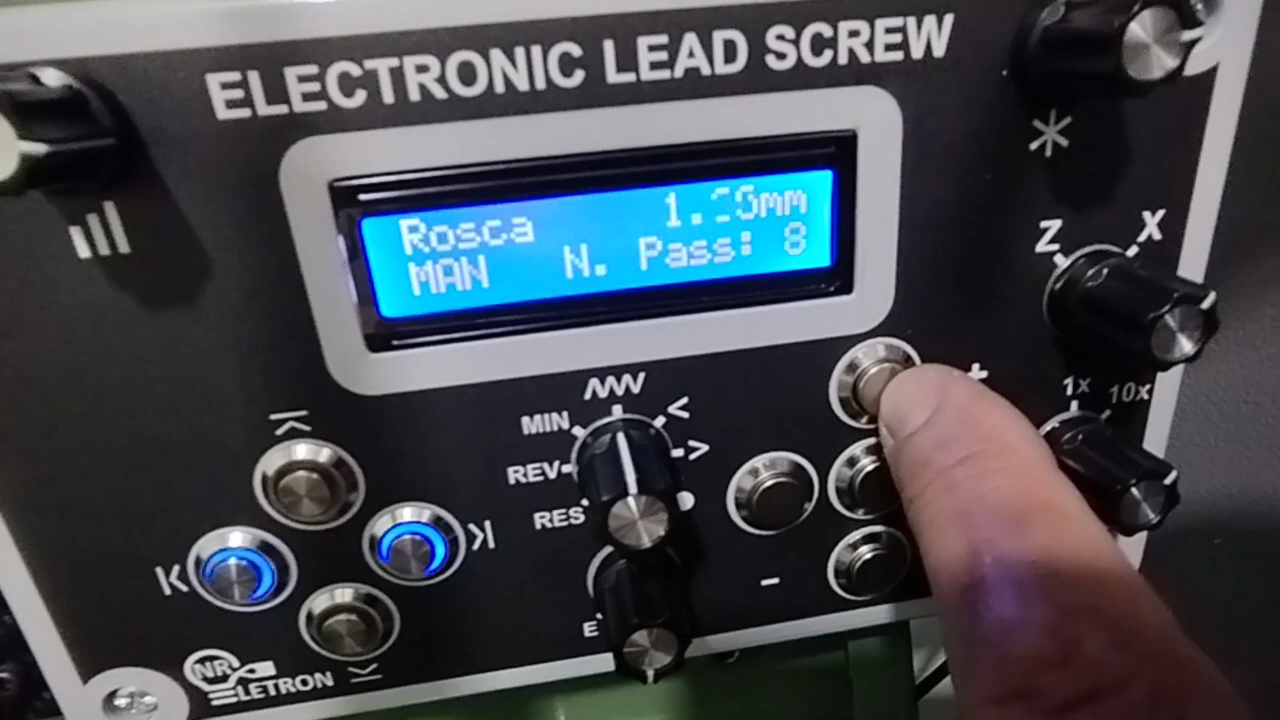 ELECTRONIC LEAD SCREW
Rosca
MAN N. Pass: 8
Z X
1x 10x
MIN
REV
RES
< 
>
+
-
E
NR
ELETRON